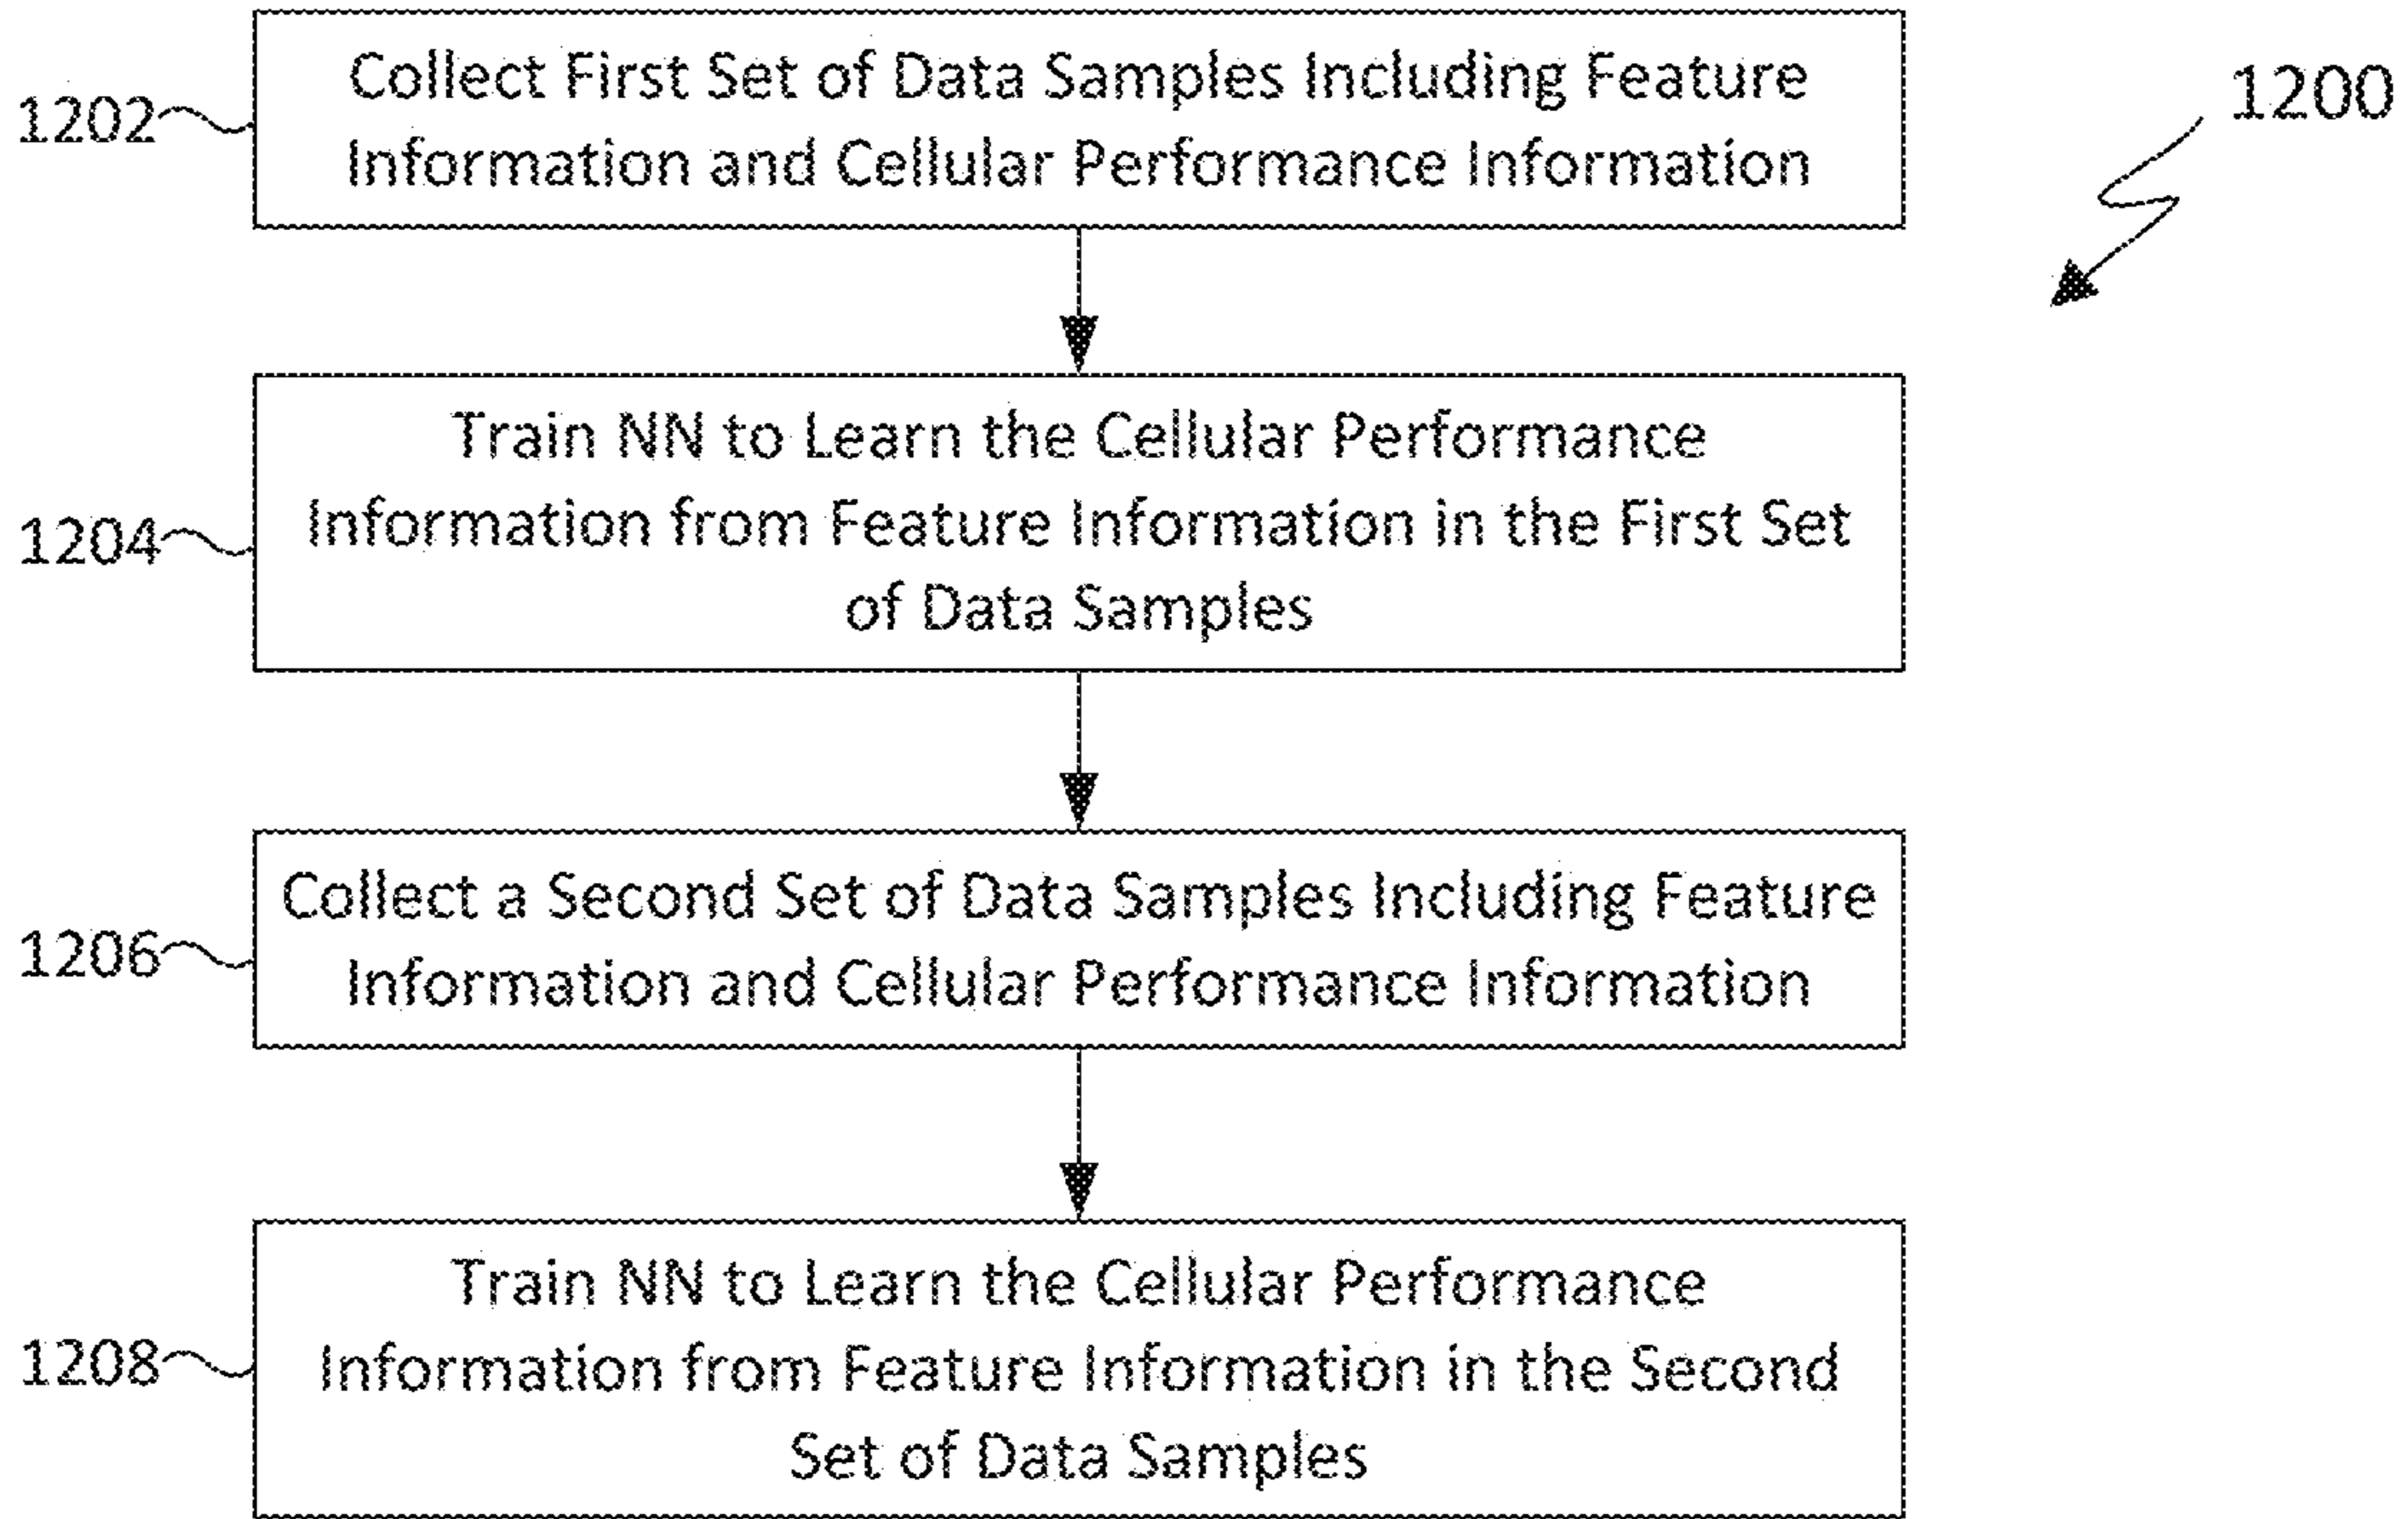 1200
1202
Collect First Set of Data Samples Including Feature
Information and Cellular Performance Information
1204
Train NN to Learn the Cellular Performance
Information from Feature Information in the First Set
of Data Samples
1206
Collect a Second Set of Data Samples Including Feature
Information and Cellular Performance Information
1208
Train NN to Learn the Cellular Performance
Information from Feature Information in the Second
Set of Data Samples